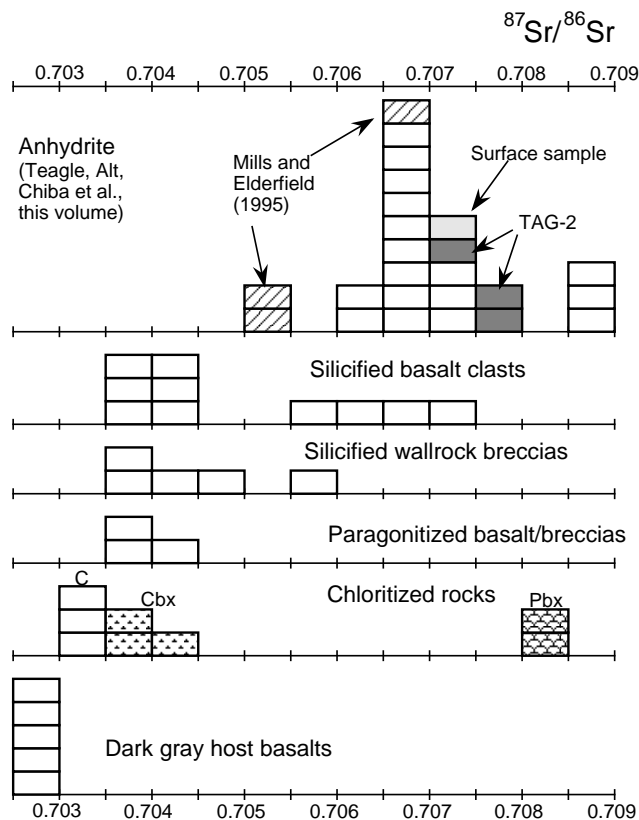 ⁸⁷Sr/⁸⁶Sr
0.703 0.704 0.705 0.706 0.707 0.708 0.709
Anhydrite
(Teagle, Alt,
Chiba et al.,
this volume)
Mills and
Elderfield
(1995)
Surface sample
TAG-2
Silicified basalt clasts
Silicified wallrock breccias
Paragonitized basalt/breccias
Chloritized rocks
C
Cbx
Pbx
Dark gray host basalts
0.703 0.704 0.705 0.706 0.707 0.708 0.709